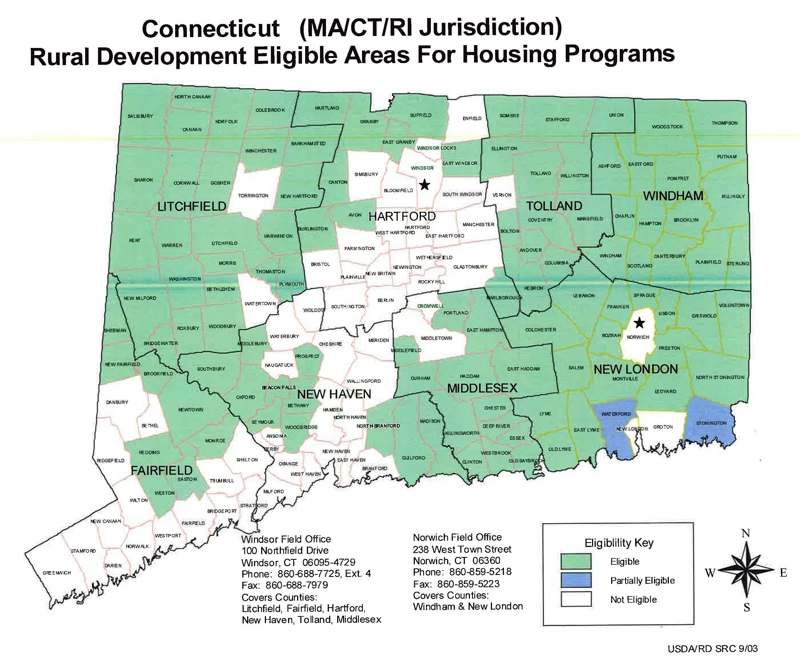 Connecticut (MA/CT/RI Jurisdiction)
Rural Development Eligible Areas For Housing Programs
NORTH CANAAN
COLEBROOK
HARTLAND
SUFFIELD
ENFIELD
SOMERS
STAFFORD
UNION
SALISBURY
CANAAN
NORFOLK
GRANBY
WOODSTOCK
THOMPSON
WINCHESTER
BARKHAMSTED
EAST GRANBY
WINDSOR LOCKS
ELLINGTON
SHARON
CORNWALL
GOSHEN
TORRINGTON
NEW HARTFORD
CANTON
SIMSBURY
BLOOMFIELD
WINDSOR
EAST WINDSOR
SOUTH WINDSOR
VERNON
TOLLAND
WILLINGTON
ASHFORD
EASTFORD
POMFRET
PUTNAM
KILLINGLY
LITCHFIELD
HARTFORD
TOLLAND
WINDHAM
AVON
HARTFORD
WEST HARTFORD
EAST HARTFORD
MANCHESTER
COVENTRY
MANSFIELD
CHAPLIN
HAMPTON
BROOKLYN
KENT
WARREN
LITCHFIELD
HARWINTON
BURLINGTON
FARMINGTON
BOLTON
ANDOVER
COLUMBIA
WINDHAM
SCOTLAND
CANTERBURY
PLAINFIELD
STERLING
MORRIS
THOMASTON
PLYMOUTH
BRISTOL
PLAINVILLE
NEW BRITAIN
NEWINGTON
WETHERSFIELD
GLASTONBURY
ROCKY HILL
HEBRON
WASHINGTON
BETHLEHEM
WATERTOWN
WOLCOTT
SOUTHINGTON
BERLIN
CROMWELL
PORTLAND
MARLBOROUGH
LEBANON
FRANKLIN
SPRAGUE
LISBON
GRISWOLD
VOLUNTOWN
NEW MILFORD
SHERMAN
ROXBURY
WOODBURY
BRIDGEWATER
MIDDLEBURY
WATERBURY
CHESHIRE
MERIDEN
MIDDLETOWN
EAST HAMPTON
COLCHESTER
BOZRAH
NORWICH
PRESTON
NEW FAIRFIELD
BROOKFIELD
SOUTHBURY
NAUGATUCK
PROSPECT
WALLINGFORD
MIDDLEFIELD
DURHAM
HADDAM
EAST HADDAM
SALEM
MONTVILLE
NEW LONDON
LEDYARD
NORTH STONINGTON
DANBURY
BETHEL
NEWTOWN
OXFORD
BEACON FALLS
BETHANY
NEW HAVEN
HAMDEN
NORTH HAVEN
NORTH BRANFORD
MIDDLESEX
CHESTER
DEEP RIVER
ESSEX
LYME
WATERFORD
NEW LONDON
GROTON
STONINGTON
SEYMOUR
WOODBRIDGE
ANSONIA
DERBY
MADISON
KILLINGWORTH
EAST LYME
OLD LYME
REDDING
MONROE
RIDGEFIELD
FAIRFIELD
SHELTON
ORANGE
NEW HAVEN
EAST HAVEN
WEST HAVEN
BRANFORD
GUILFORD
CLINTON
WESTBROOK
OLD SAYBROOK
EASTON
WESTON
TRUMBULL
MILFORD
STRATFORD
BRIDGEPORT
WILTON
NEW CANAAN
FAIRFIELD
WESTPORT
STAMFORD
NORWALK
DARIEN
GREENWICH
Windsor Field Office
100 Northfield Drive
Windsor, CT 06095-4729
Phone: 860-688-7725, Ext. 4
Fax: 860-688-7979
Covers Counties:
Litchfield, Fairfield, Hartford,
New Haven, Tolland, Middlesex
Norwich Field Office
238 West Town Street
Norwich, CT 06360
Phone: 860-859-5218
Fax: 860-859-5223
Covers Counties:
Windham & New London
Eligiblility Key
Eligible
Partially Eligible
Not Eligible
N
W
E
S
USDA/RD SRC 9/03